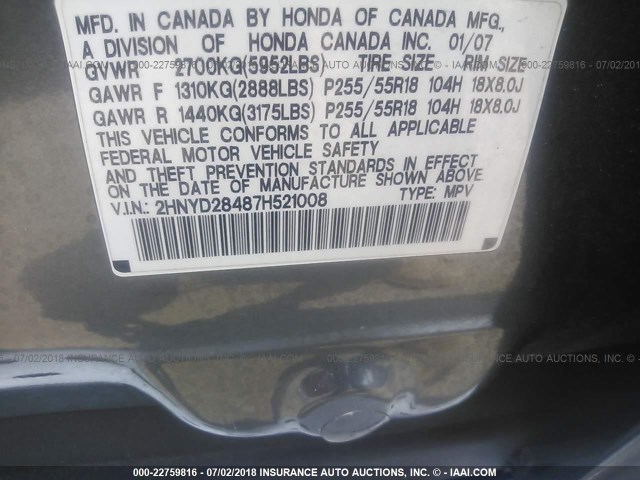 MFD. IN CANADA BY HONDA OF CANADA MFG.,
A DIVISION OF HONDA CANADA INC. 01/07
GVWR 2700KG(5952LBS) TIRE SIZE RIM SIZE
GAWR F 1310KG(2888LBS) P255/55R18 104H 18X8.0J
GAWR R 1440KG(3175LBS) P255/55R18 104H 18X8.0J
THIS VEHICLE CONFORMS TO ALL APPLICABLE
FEDERAL MOTOR VEHICLE SAFETY
AND THEFT PREVENTION STANDARDS IN EFFECT
ON THE DATE OF MANUFACTURE SHOWN ABOVE.
V.I.N.: 2HNYD28487H521008 TYPE: MPV
000-22759816 - 07/02/2018 INSURANCE AUTO AUCTIONS, INC. - IAAI.COM